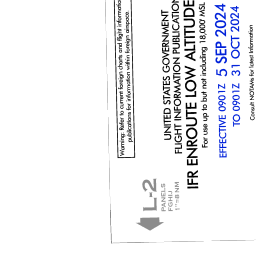 Warning: Refer to current foreign charts and flight information
publications for information within foreign airspace.
UNITED STATES GOVERNMENT
FLIGHT INFORMATION PUBLICATION
IFR ENROUTE LOW ALTITUDE
For use up to but not including 18,000' MSL
EFFECTIVE 0901Z 5 SEP 2024
TO 0901Z 31 OCT 2024
Consult NOTAMs for latest information
L-2
PANELS
FGHIJ
1"=8 NM